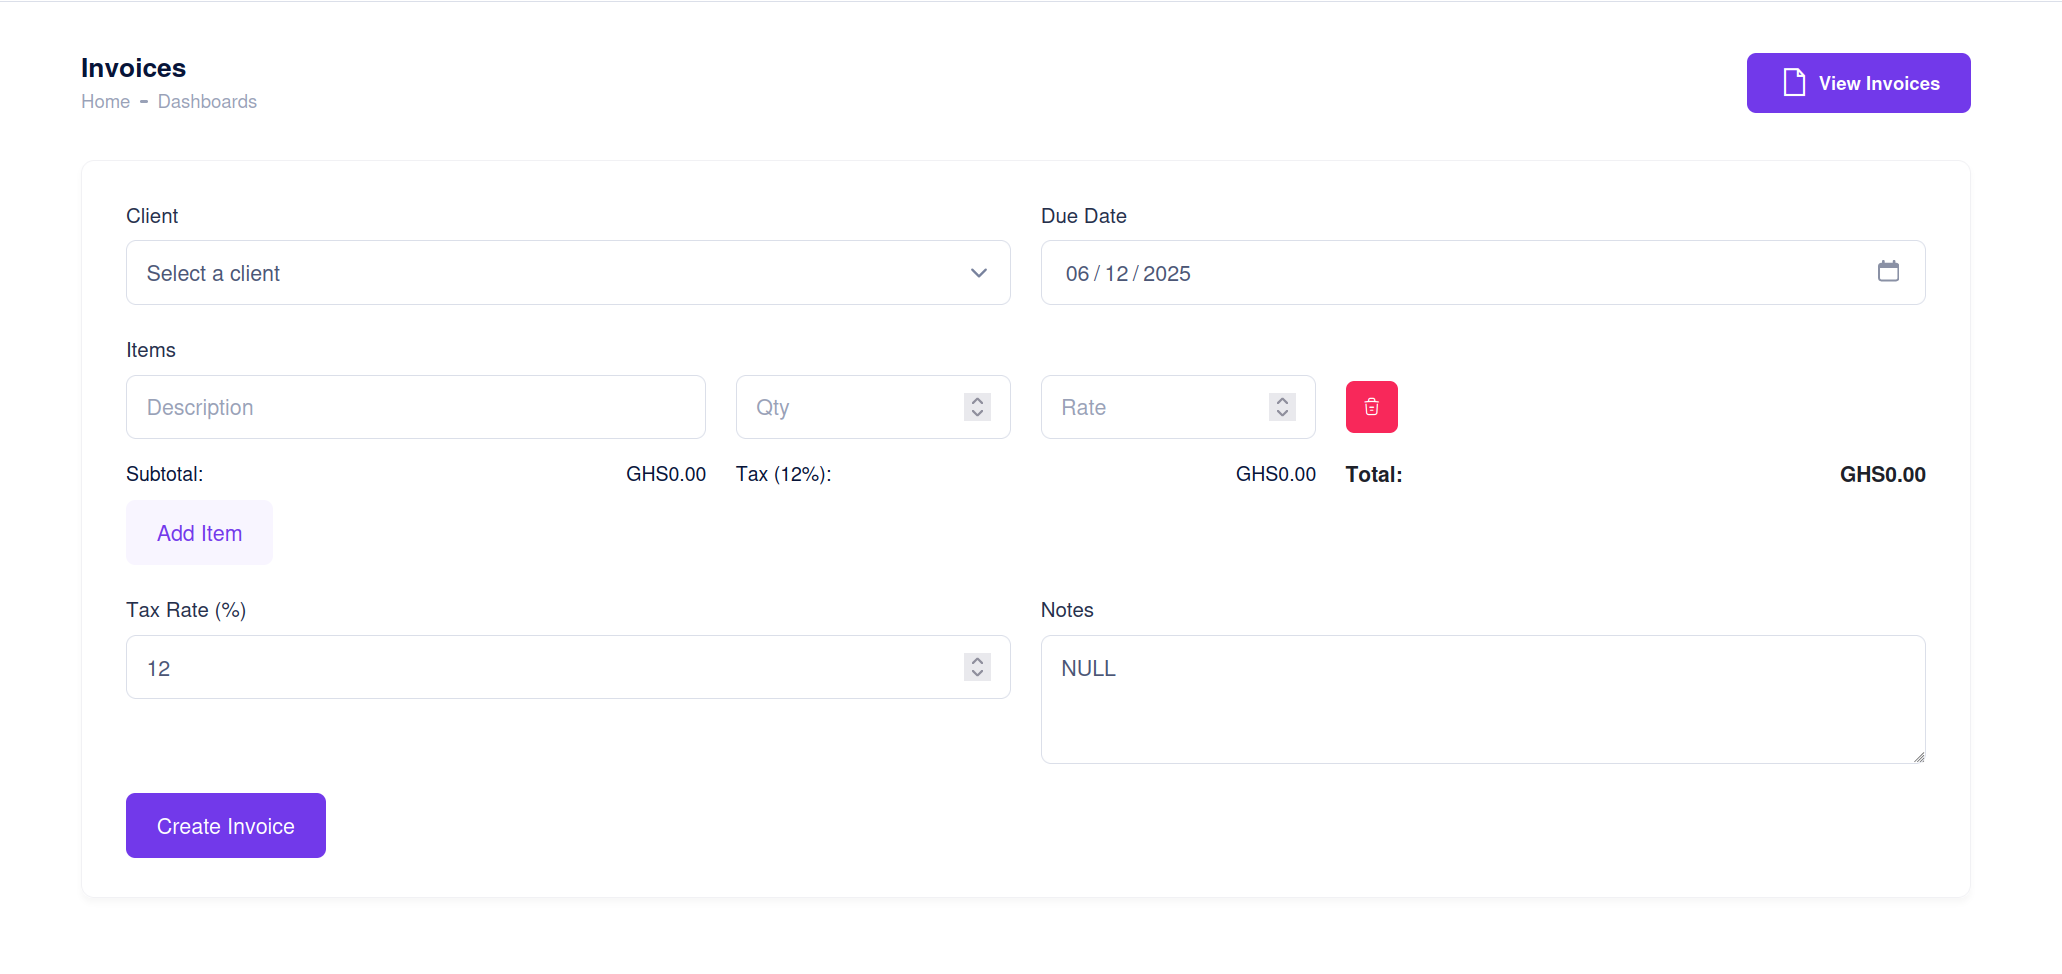 Invoices
Home - Dashboards
View Invoices
Client
Due Date
Select a client
06/12/2025
Items
Description
Qty
Rate
Subtotal: GHS0.00 Tax (12%): GHS0.00 Total: GHS0.00
Add Item
Tax Rate (%)
Notes
12
NULL
Create Invoice